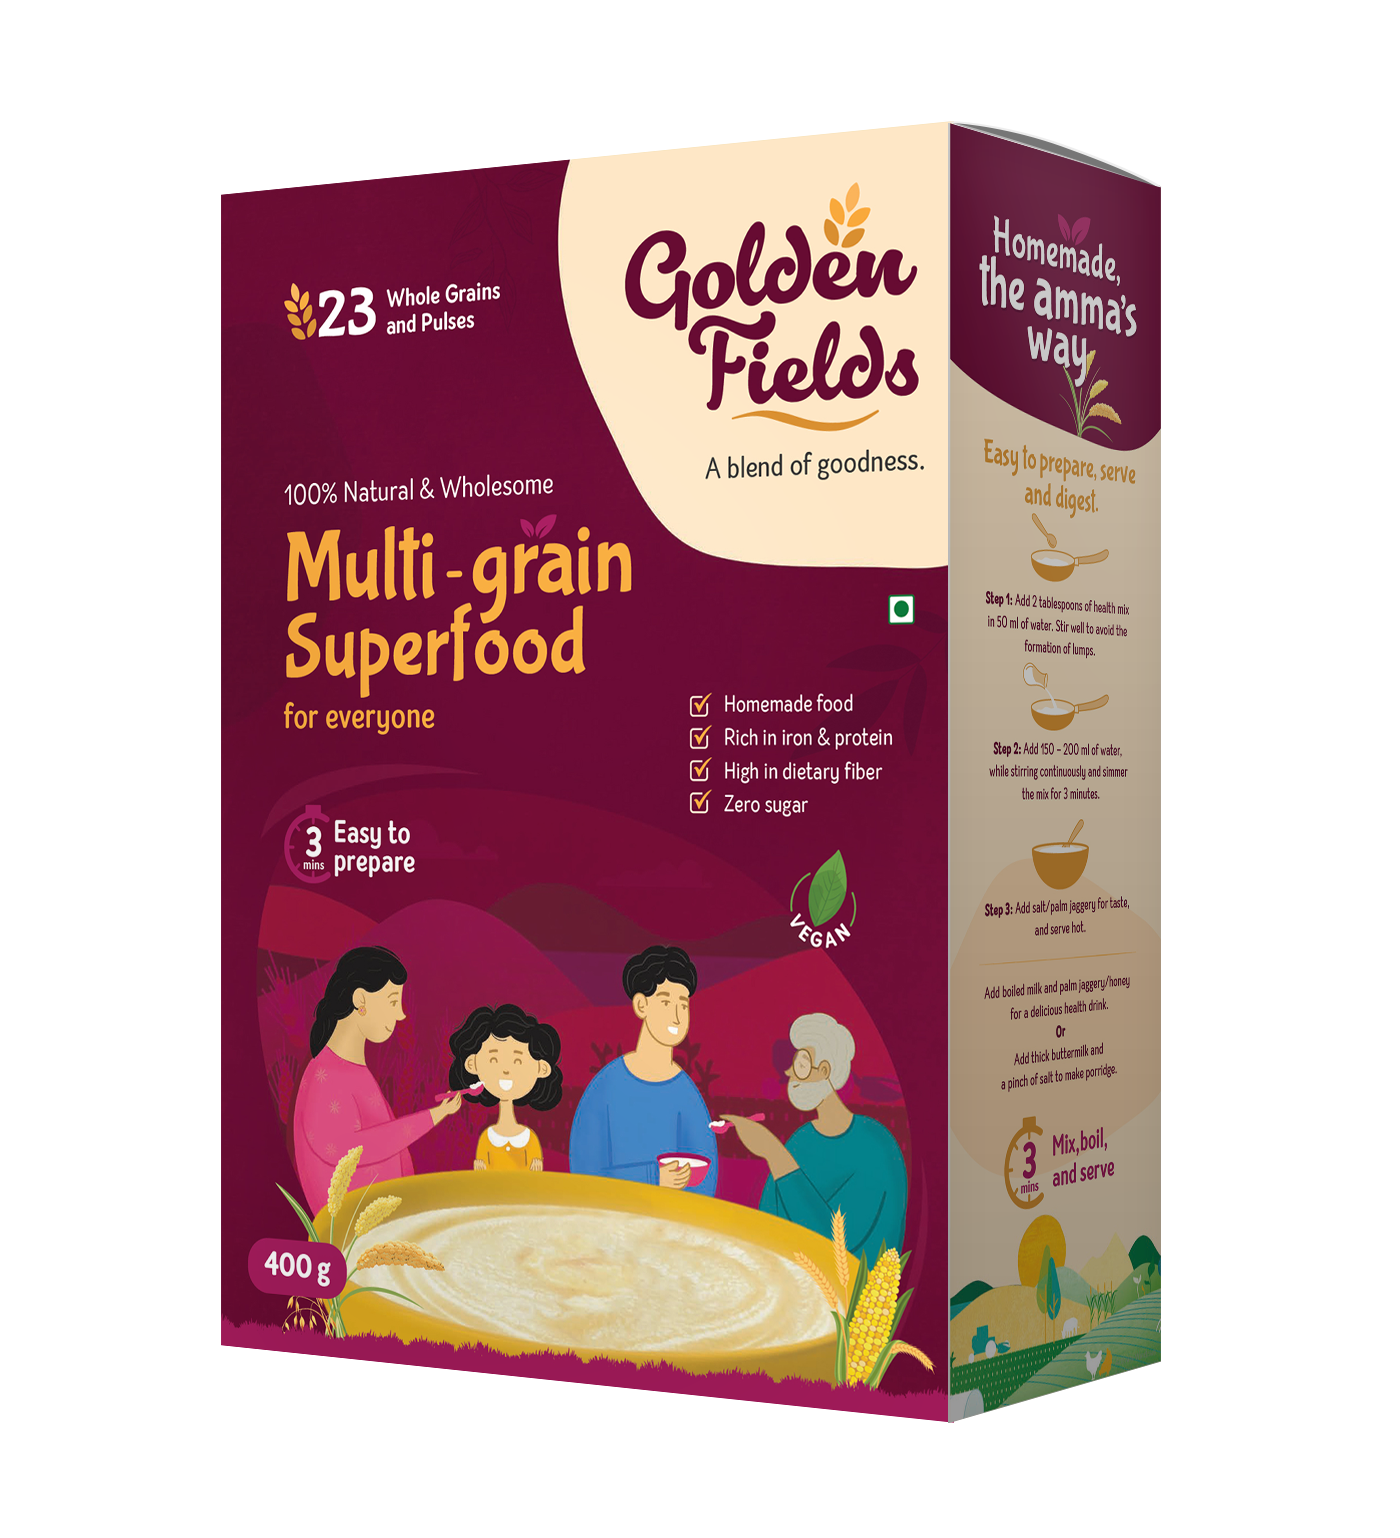 Golden
Fields
A blend of goodness.
23 Whole Grains
and Pulses
100% Natural & Wholesome
Multi-grain
Superfood
for everyone
Homemade food
Rich in iron & protein
High in dietary fiber
Zero sugar
3 mins
Easy to
prepare
VEGAN
400 g
Homemade,
the amma's
way
Easy to prepare, serve
and digest.
Step 1: Add 2 tablespoons of health mix
in 50 ml of water. Stir well to avoid the
formation of lumps.
Step 2: Add 150 – 200 ml of water,
while stirring continuously and simmer
the mix for 3 minutes.
Step 3: Add salt/palm jaggery for taste,
and serve hot.
Add boiled milk and palm jaggery/honey
for a delicious health drink.
Or
Add thick buttermilk and
a pinch of salt to make porridge.
3 mins
Mix,boil,
and serve